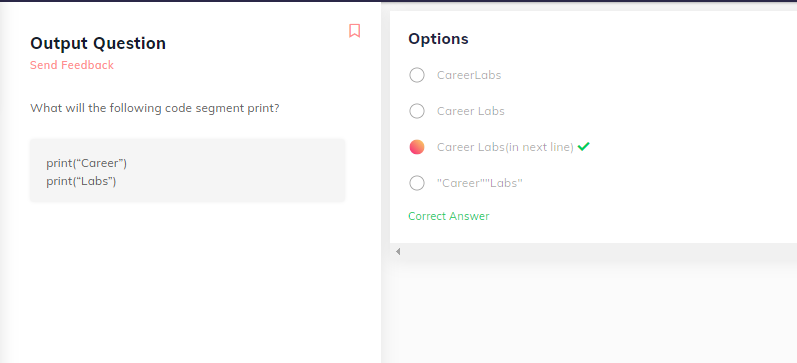 Output Question
Send Feedback
What will the following code segment print?
print(“Career”)
print(“Labs”)
Options
CareerLabs
Career Labs
Career Labs(in next line)
"Career""Labs"
Correct Answer